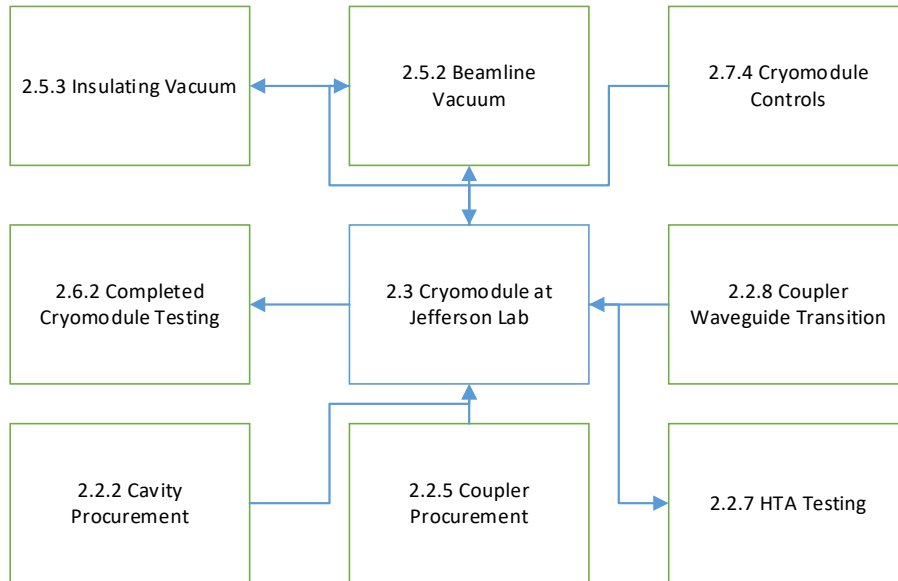 2.5.3 Insulating Vacuum
2.5.2 Beamline
Vacuum
2.7.4 Cryomodule
Controls
2.6.2 Completed
Cryomodule Testing
2.3 Cryomodule at
Jefferson Lab
2.2.8 Coupler
Waveguide Transition
2.2.2 Cavity
Procurement
2.2.5 Coupler
Procurement
2.2.7 HTA Testing